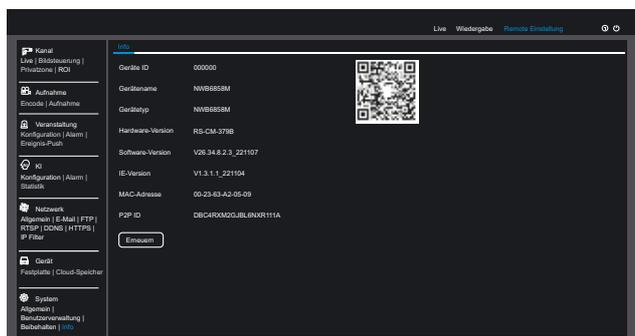 Live Wiedergabe Remote Einstellung
Kanal
Live | Bildsteuerung |
Privatzone | ROI
Aufnahme
Encode | Aufnahme
Veranstaltung
Konfiguration | Alarm |
Ereignis-Push
KI
Konfiguration | Alarm |
Statistik
Netzwerk
Allgemein | E-Mail | FTP |
RTSP | DDNS | HTTPS |
IP Filter
Gerät
Festplatte | Cloud-Speicher
System
Allgemein |
Benutzerverwaltung |
Beibehalten | Info
Info
Geräte ID 000000
Gerätename NWB6858M
Gerätetyp NWB6858M
Hardware-Version RS-CM-379B
Software-Version V26.34.8.2.3_221107
IE-Version V1.3.1.1_221104
MAC-Adresse 00-23-63-A2-05-09
P2P ID DBC4RXM2GJBL6NXR111A
Erneuern